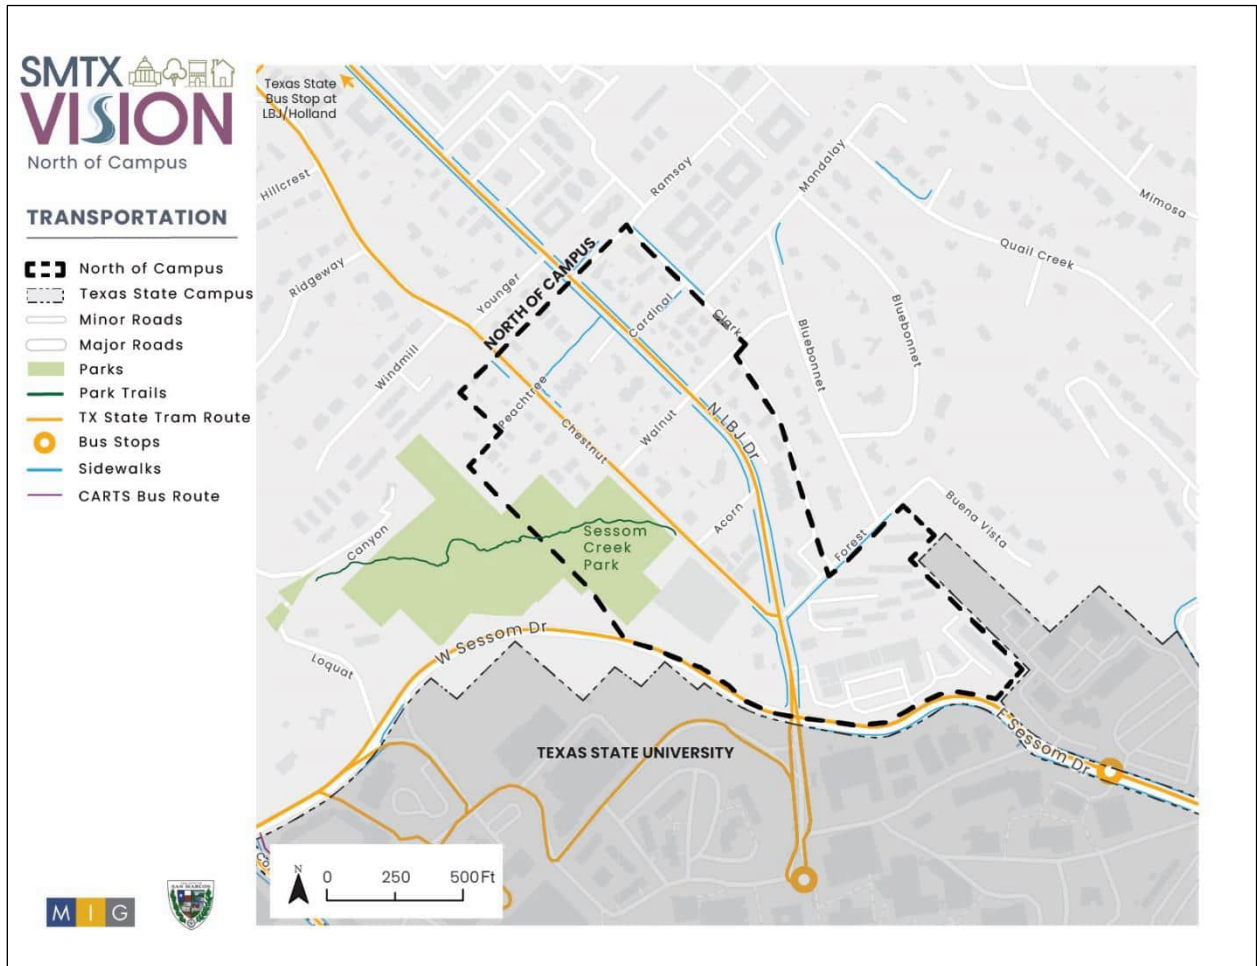 SMTX
VISION
North of Campus
TRANSPORTATION
North of Campus
Texas State Campus
Minor Roads
Major Roads
Parks
Park Trails
TX State Tram Route
Bus Stops
Sidewalks
CARTS Bus Route
Texas State
Bus Stop at
LBJ/Holland
Hillcrest
Ramsay
Mandalay
Mimosa
Quail Creek
Ridgeway
Younger
NORTH OF CAMPUS
Cardinal
Clark
Bluebonnet
Bluebonnet
Windmill
Peachtree
Chestnut
Walnut
N LBJ Dr
Acorn
Forest
Buena Vista
Canyon
Sessom
Creek
Park
Loquat
W Sessom Dr
E Sessom Dr
TEXAS STATE UNIVERSITY
N
0 250 500 Ft
MIG
SAN MARCOS